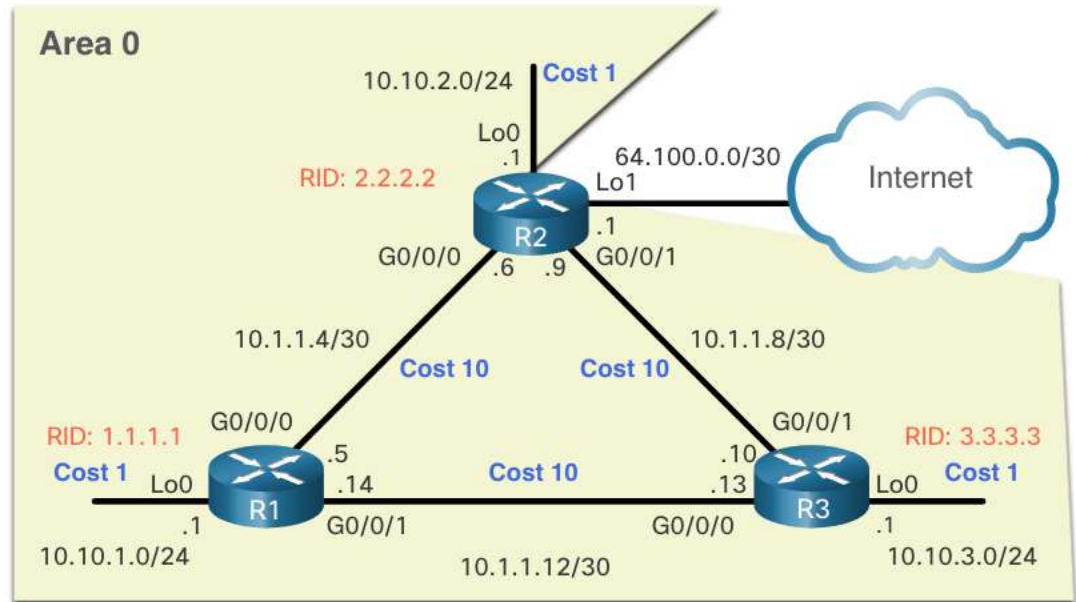 Area 0
10.10.2.0/24
Cost 1
Lo0
.1
64.100.0.0/30
Internet
RID: 2.2.2.2
Lo1
.1
R2
G0/0/0
.6
.9
G0/0/1
10.1.1.4/30
10.1.1.8/30
Cost 10
Cost 10
G0/0/0
G0/0/1
RID: 1.1.1.1
RID: 3.3.3.3
Cost 1
.5
Cost 10
.10
Cost 1
Lo0
.14
.13
Lo0
R1
R3
.1
G0/0/1
G0/0/0
.1
10.10.1.0/24
10.1.1.12/30
10.10.3.0/24